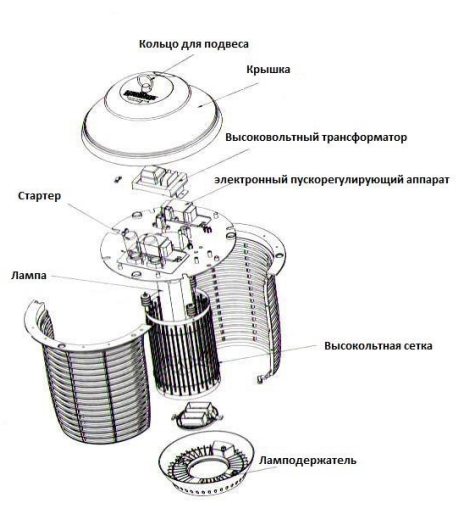 Кольцо для подвеса
Крышка
Высоковольтный трансформатор
электронный пускорегулирующий аппарат
Стартер
Лампа
Высокольтная сетка
Ламподержатель